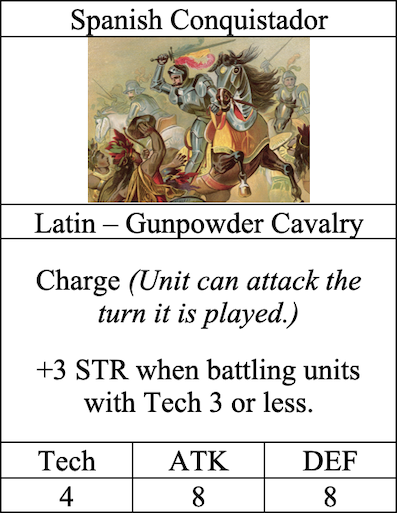 Spanish Conquistador
Latin – Gunpowder Cavalry
Charge (Unit can attack the
turn it is played.)
+3 STR when battling units
with Tech 3 or less.
Tech ATK DEF
4 8 8